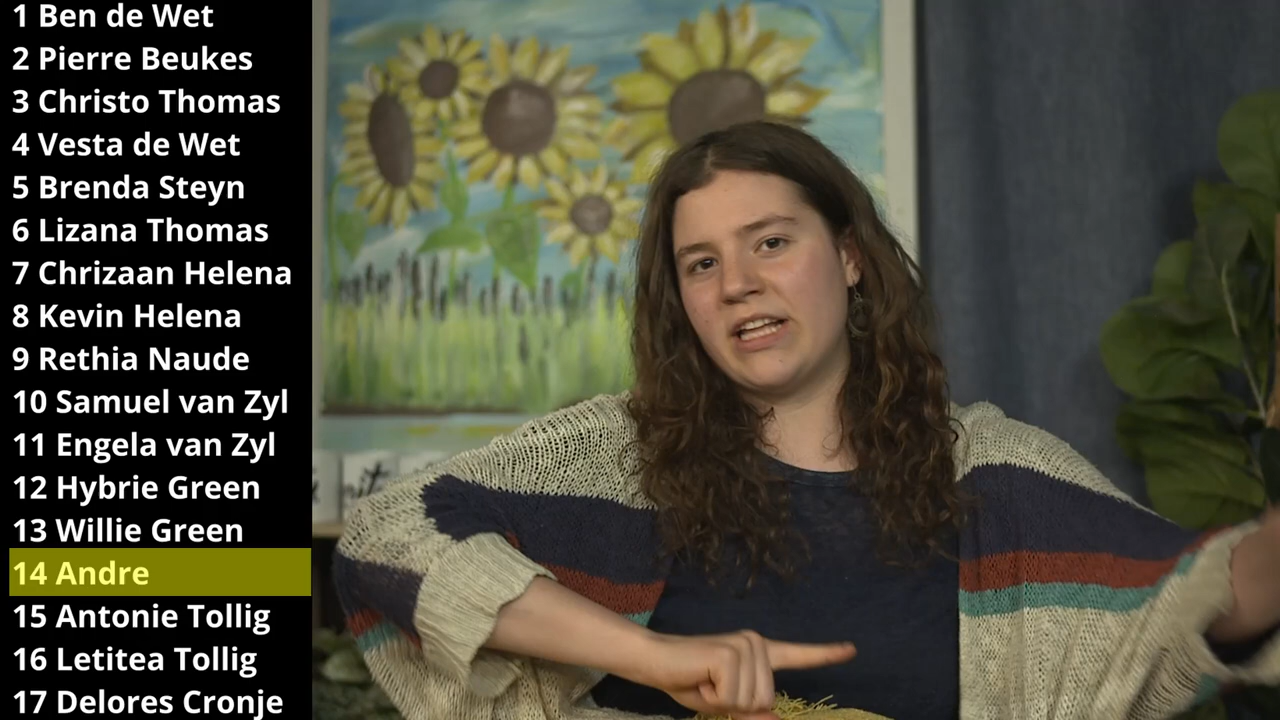 1 Ben de Wet
2 Pierre Beukes
3 Christo Thomas
4 Vesta de Wet
5 Brenda Steyn
6 Lizana Thomas
7 Chrizaan Helena
8 Kevin Helena
9 Rethia Naude
10 Samuel van Zyl
11 Engela van Zyl
12 Hybrie Green
13 Willie Green
14 Andre
15 Antonie Tollig
16 Letitea Tollig
17 Delores Cronje